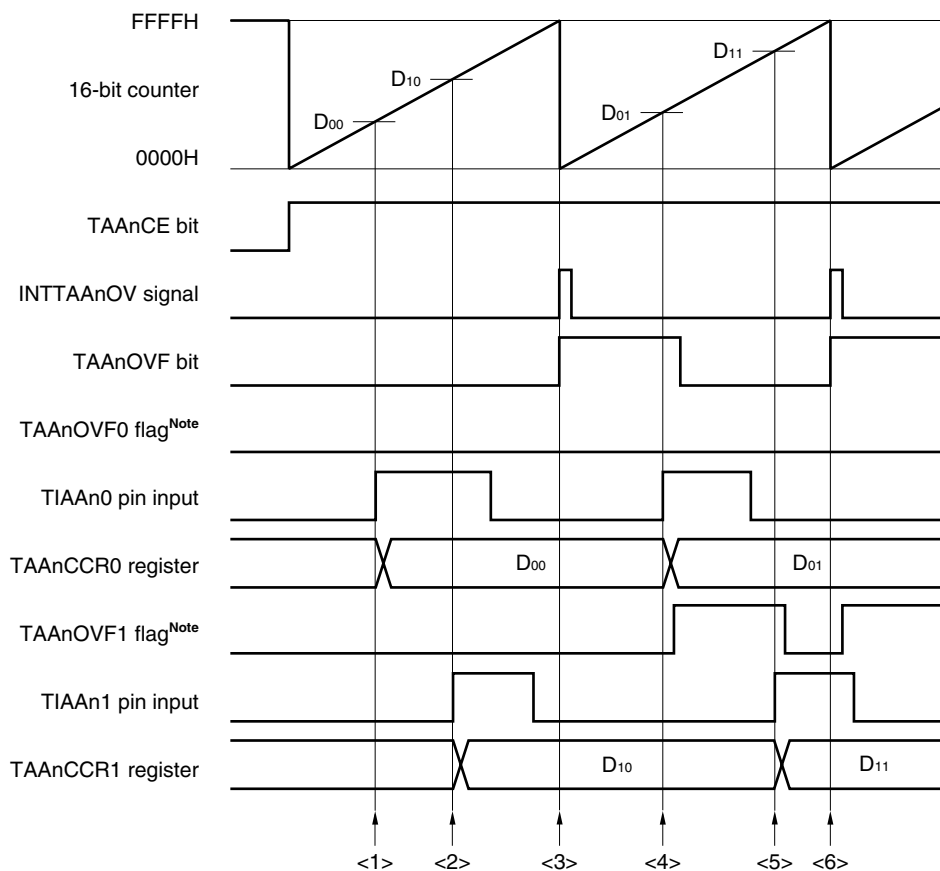 FFFFH
D11
D10
16-bit counter
D01
D00
0000H
TAAnCE bit
INTTAAnOV signal
TAAnOVF bit
TAAnOVF0 flagNote
TIAAn0 pin input
TAAnCCR0 register
D00
D01
TAAnOVF1 flagNote
TIAAn1 pin input
TAAnCCR1 register
D10
D11
<1> <2> <3> <4> <5> <6>